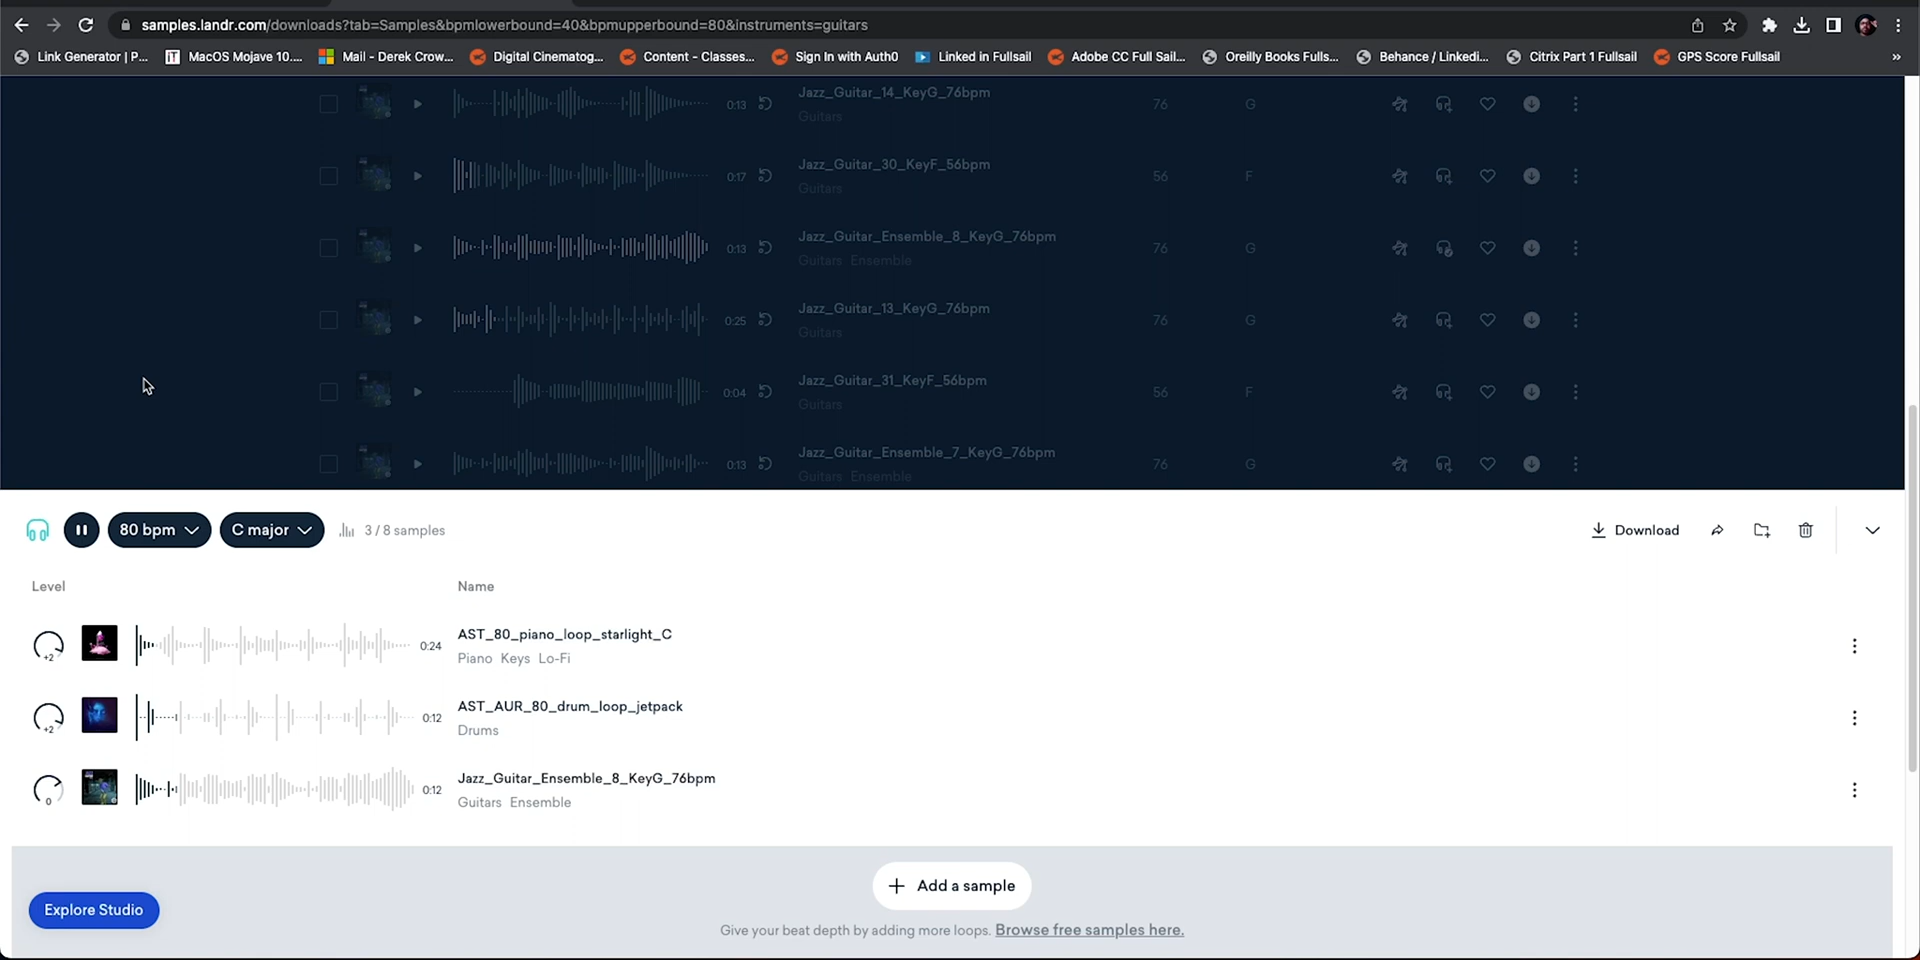 samples.landr.com/downloads?tab=Samples&bpmlowerbound=40&bpmupperbound=80&instruments=guitars
Link Generator | P...
MacOS Mojave 10....
Mail - Derek Crow...
Digital Cinematog...
Content - Classes...
Sign In with Auth0
Linked in Fullsail
Adobe CC Full Sail...
Oreilly Books Fulls...
Behance / Linkedi...
Citrix Part 1 Fullsail
GPS Score Fullsail
»
0:13 Jazz_Guitar_14_KeyG_76bpm 76 G
Guitars
0:17 Jazz_Guitar_30_KeyF_56bpm 56 F
Guitars
0:13 Jazz_Guitar_Ensemble_8_KeyG_76bpm 76 G
Guitars Ensemble
0:25 Jazz_Guitar_13_KeyG_76bpm 76 G
Guitars
0:04 Jazz_Guitar_31_KeyF_56bpm 56 F
Guitars
0:13 Jazz_Guitar_Ensemble_7_KeyG_76bpm 76 G
Guitars Ensemble
80 bpm C major 3 / 8 samples Download
Level Name
+2 0:24 AST_80_piano_loop_starlight_C
Piano Keys Lo-Fi
+2 0:12 AST_AUR_80_drum_loop_jetpack
Drums
0 0:12 Jazz_Guitar_Ensemble_8_KeyG_76bpm
Guitars Ensemble
+ Add a sample
Explore Studio
Give your beat depth by adding more loops. Browse free samples here.